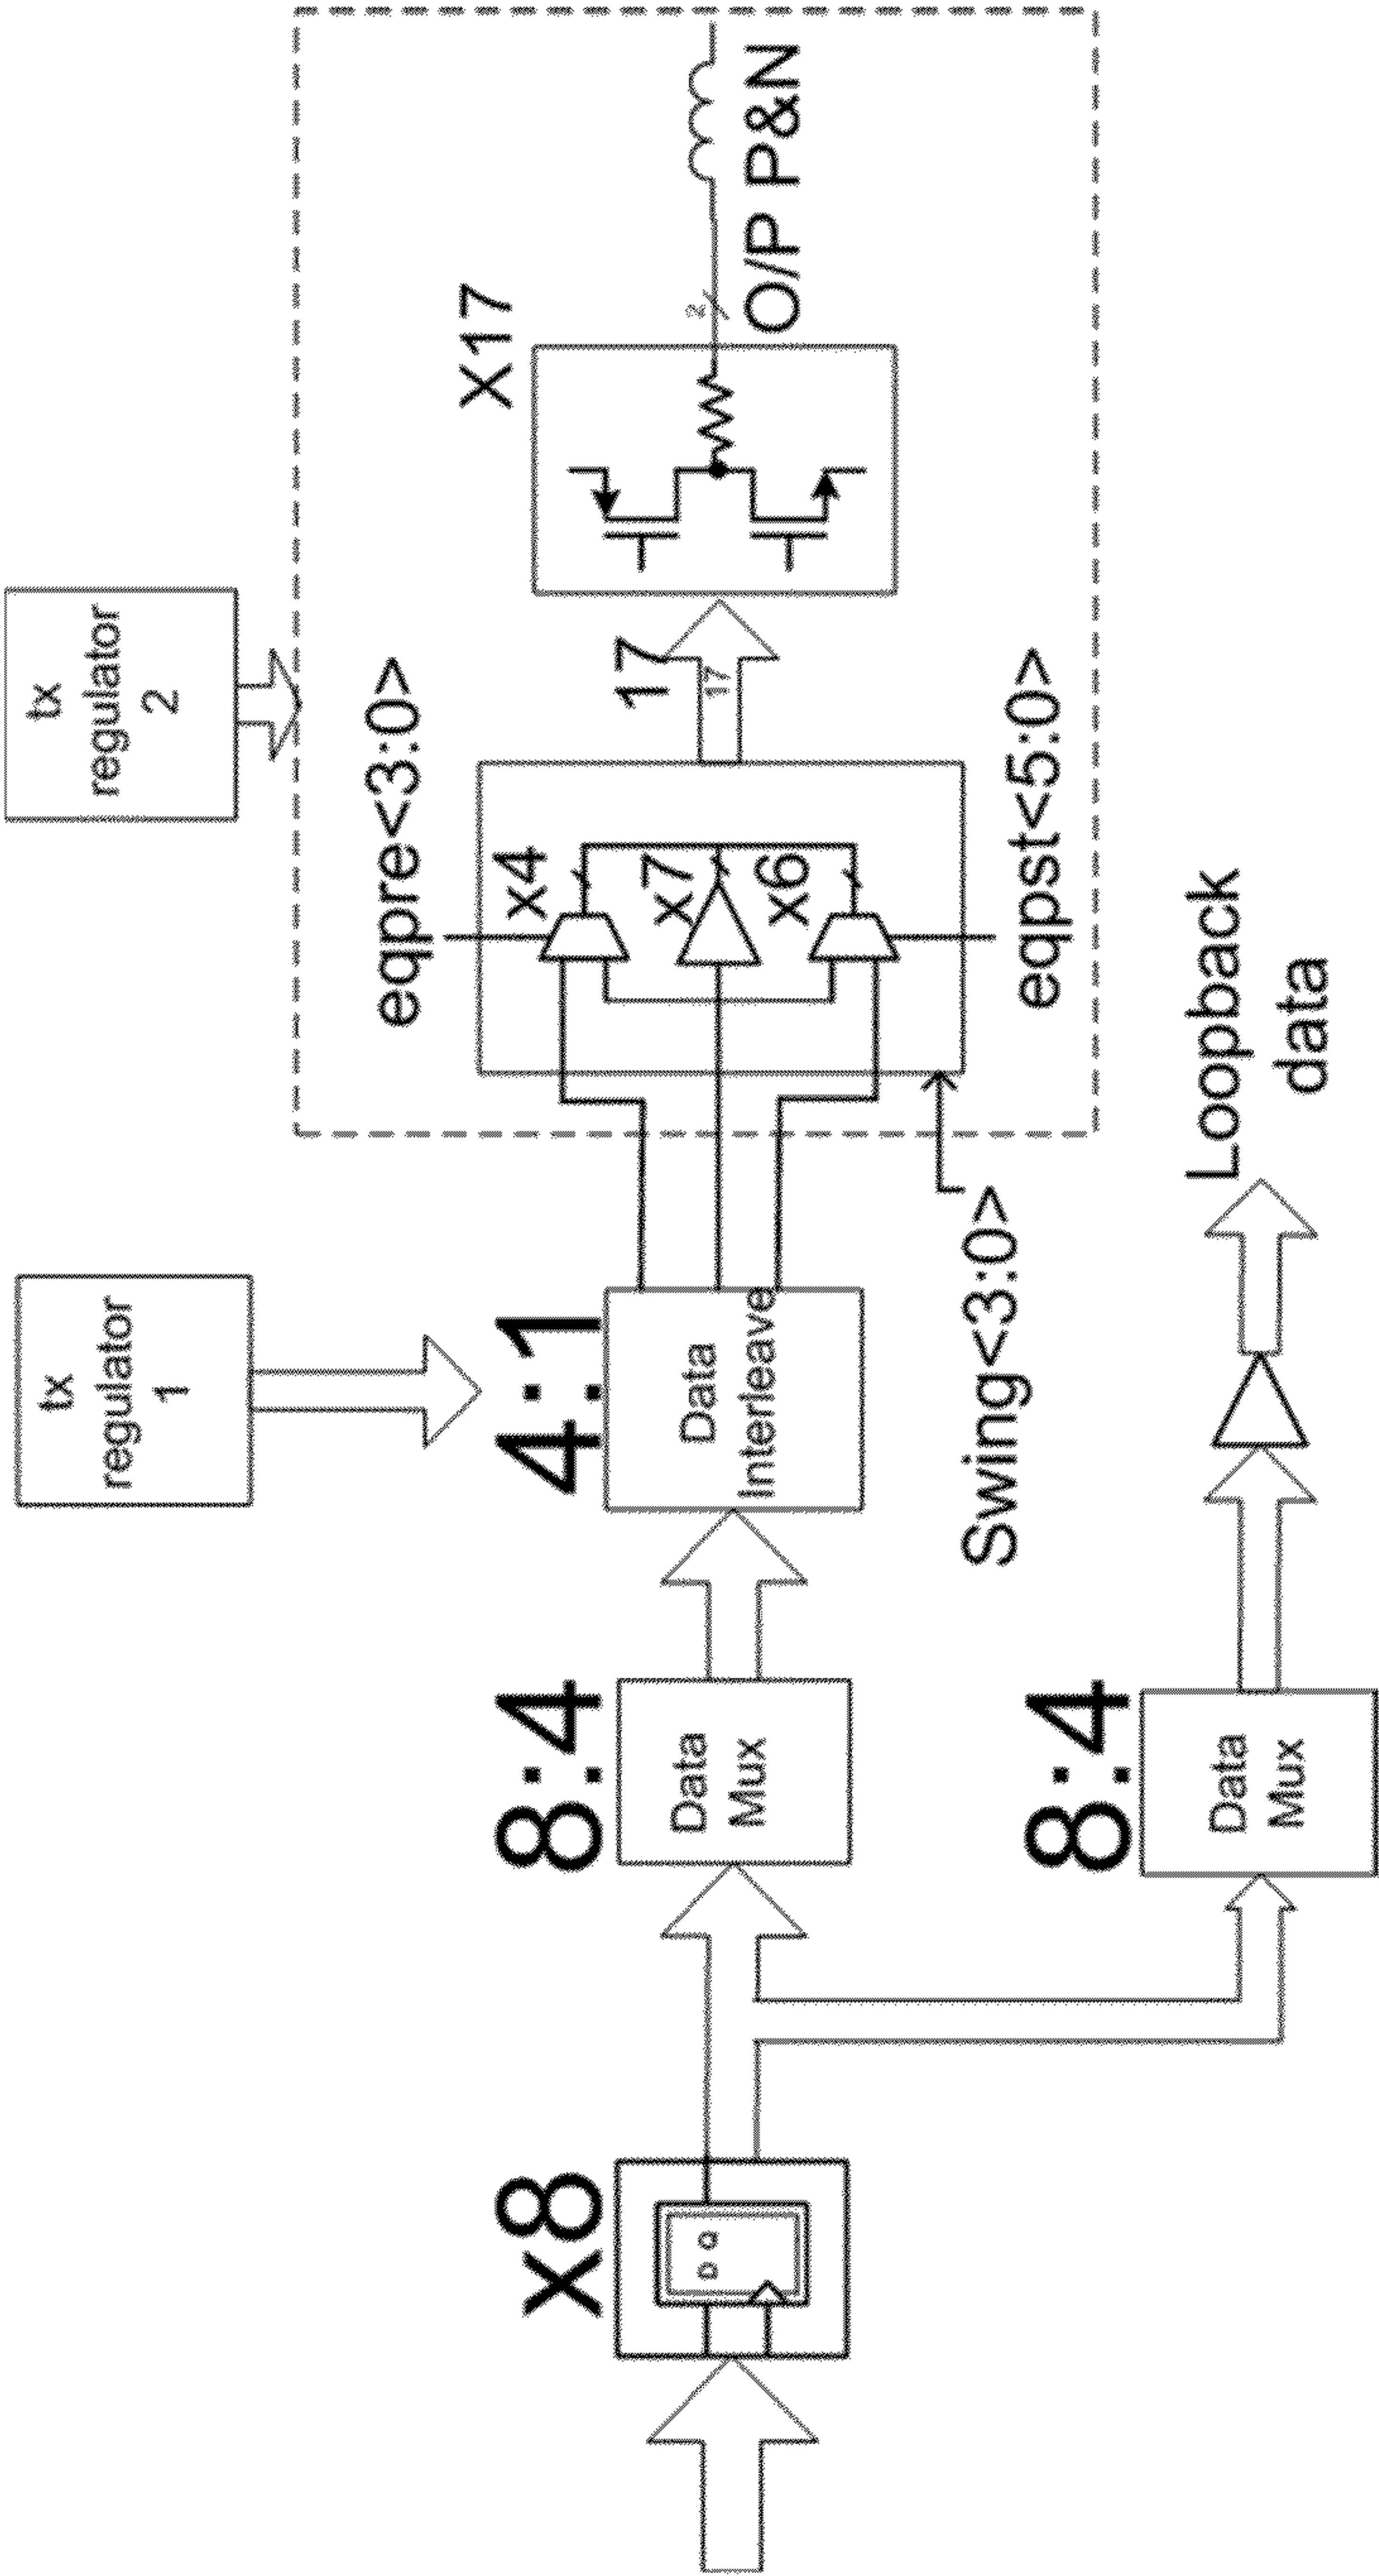 tx
regulator
1
tx
regulator
2
x8
D Q
8:4
Data
Mux
4:1
Data
Interleave
eqpre<3:0>
x4
x7
x6
eqpst<5:0>
Swing<3:0>
17
17
X17
2
O/P P&N
8:4
Data
Mux
Loopback
data